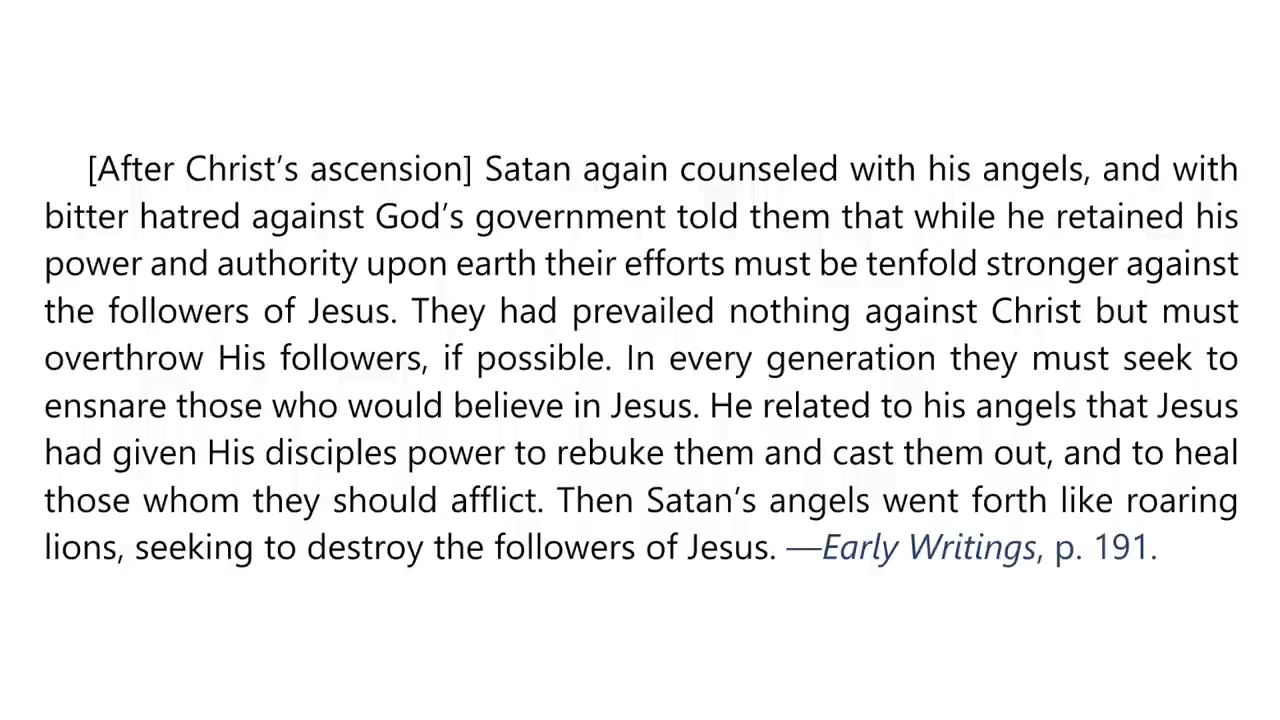 [After Christ’s ascension] Satan again counseled with his angels, and with
bitter hatred against God’s government told them that while he retained his
power and authority upon earth their efforts must be tenfold stronger against
the followers of Jesus. They had prevailed nothing against Christ but must
overthrow His followers, if possible. In every generation they must seek to
ensnare those who would believe in Jesus. He related to his angels that Jesus
had given His disciples power to rebuke them and cast them out, and to heal
those whom they should afflict. Then Satan’s angels went forth like roaring
lions, seeking to destroy the followers of Jesus. —Early Writings, p. 191.